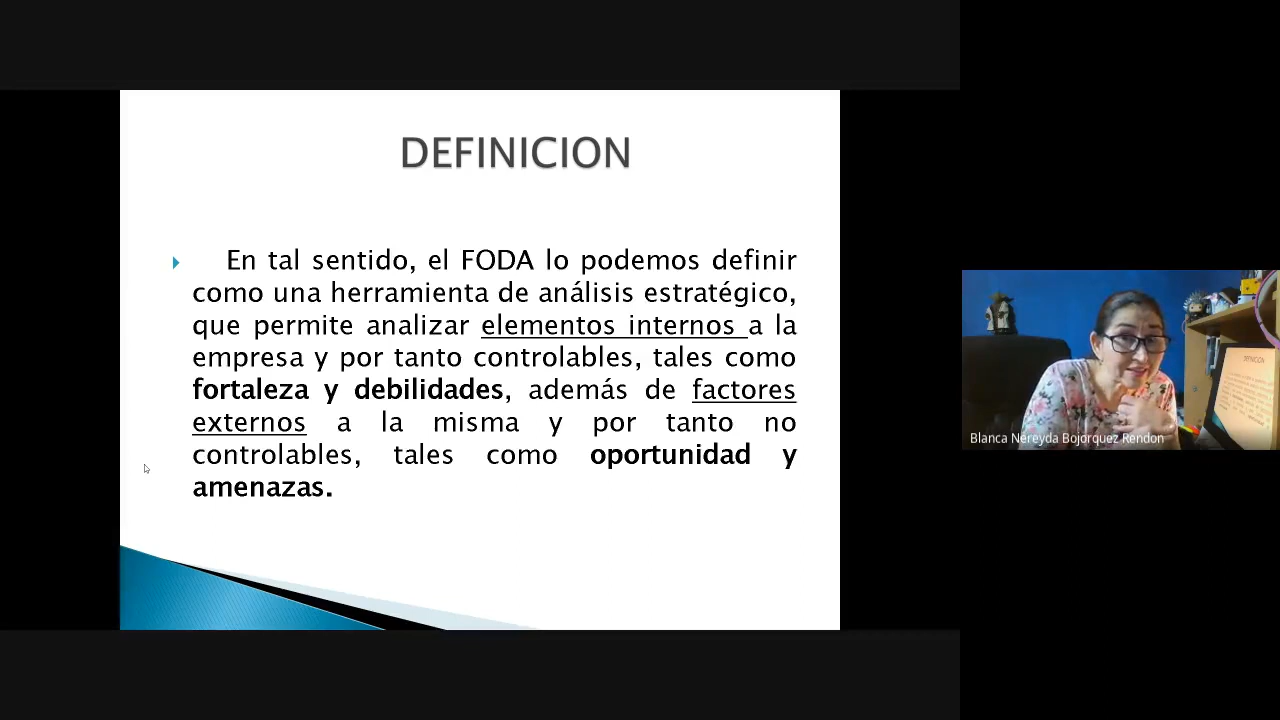 DEFINICION
En tal sentido, el FODA lo podemos definir
como una herramienta de análisis estratégico,
que permite analizar elementos internos a la
empresa y por tanto controlables, tales como
fortaleza y debilidades, además de factores
externos a la misma y por tanto no
controlables, tales como oportunidad y
amenazas.
Blanca Nereyda Bojorquez Rendon
DEFINICION